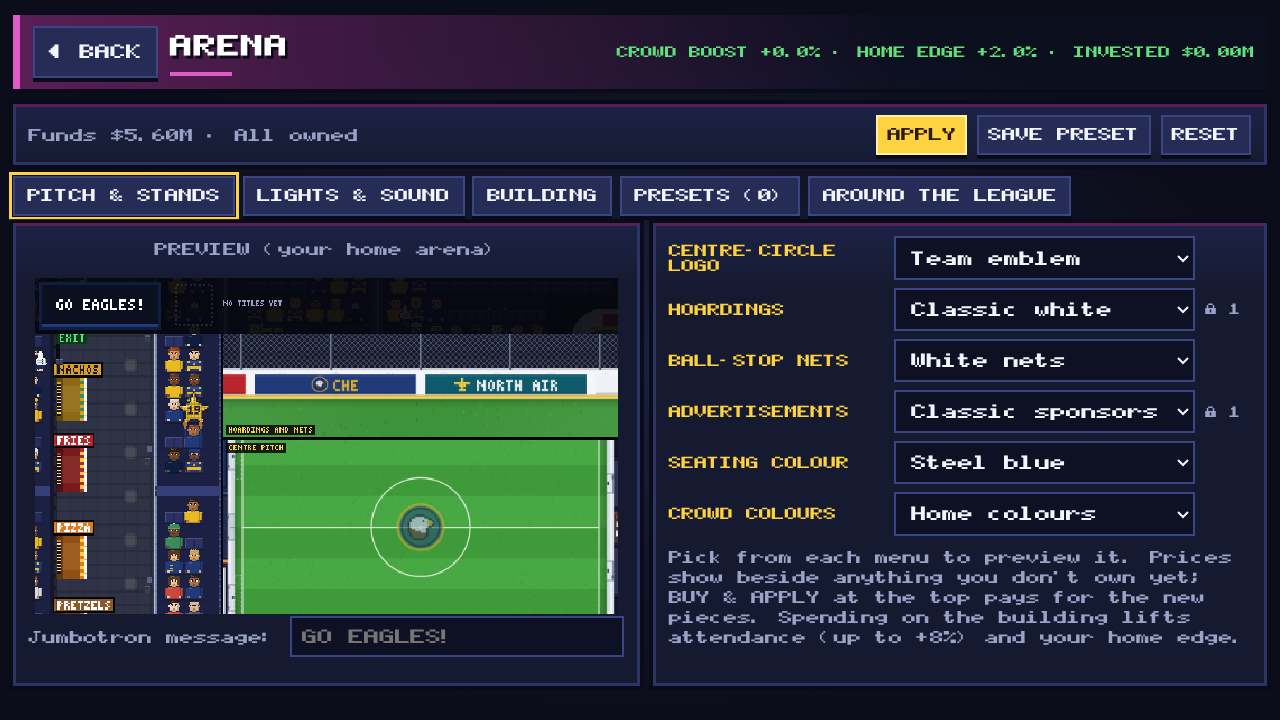 BACK
ARENA
CROWD BOOST +0.0% · HOME EDGE +2.0% · INVESTED $0.00M
Funds $5.60M · All owned
APPLY
SAVE PRESET
RESET
PITCH & STANDS
LIGHTS & SOUND
BUILDING
PRESETS (0)
AROUND THE LEAGUE
PREVIEW (your home arena)
GO EAGLES!
NO TITLES YET
EXIT
NACHOS
CHE
NORTH AIR
HOARDINGS AND NETS
FRIES
CENTRE PITCH
PIZZA
PRETZELS
Jumbotron message:
GO EAGLES!
CENTRE-CIRCLE
LOGO
Team emblem
HOARDINGS
Classic white
1
BALL-STOP NETS
White nets
ADVERTISEMENTS
Classic sponsors
1
SEATING COLOUR
Steel blue
CROWD COLOURS
Home colours
Pick from each menu to preview it. Prices
show beside anything you don't own yet;
BUY & APPLY at the top pays for the new
pieces. Spending on the building lifts
attendance (up to +8%) and your home edge.